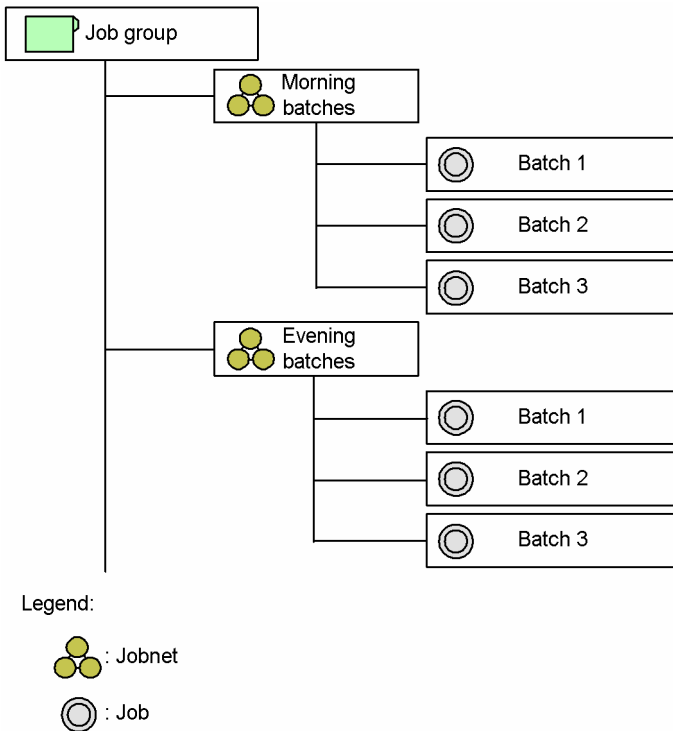 Job group
Morning
batches
Batch 1
Batch 2
Batch 3
Evening
batches
Batch 1
Batch 2
Batch 3
Legend:
: Jobnet
: Job